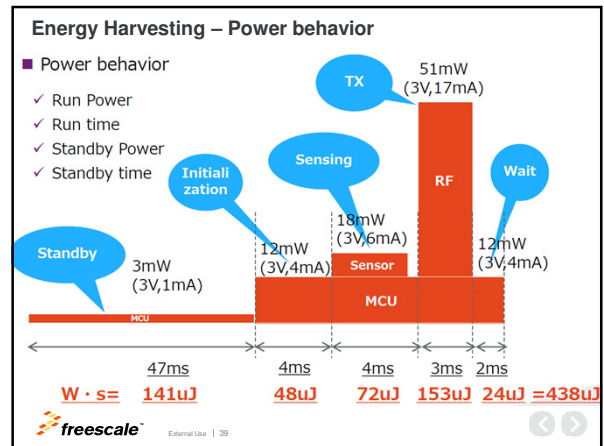 Energy Harvesting – Power behavior
Power behavior
Run Power
Run time
Standby Power
Standby time
TX
51mW
(3V,17mA)
Initiali
zation
Sensing
RF
Wait
Standby
3mW
(3V,1mA)
12mW
(3V,4mA)
18mW
(3V,6mA)
12mW
(3V,4mA)
Sensor
MCU
MCU
47ms 4ms 4ms 3ms 2ms
W · s= 141uJ 48uJ 72uJ 153uJ 24uJ =438uJ
freescale™
External Use | 39